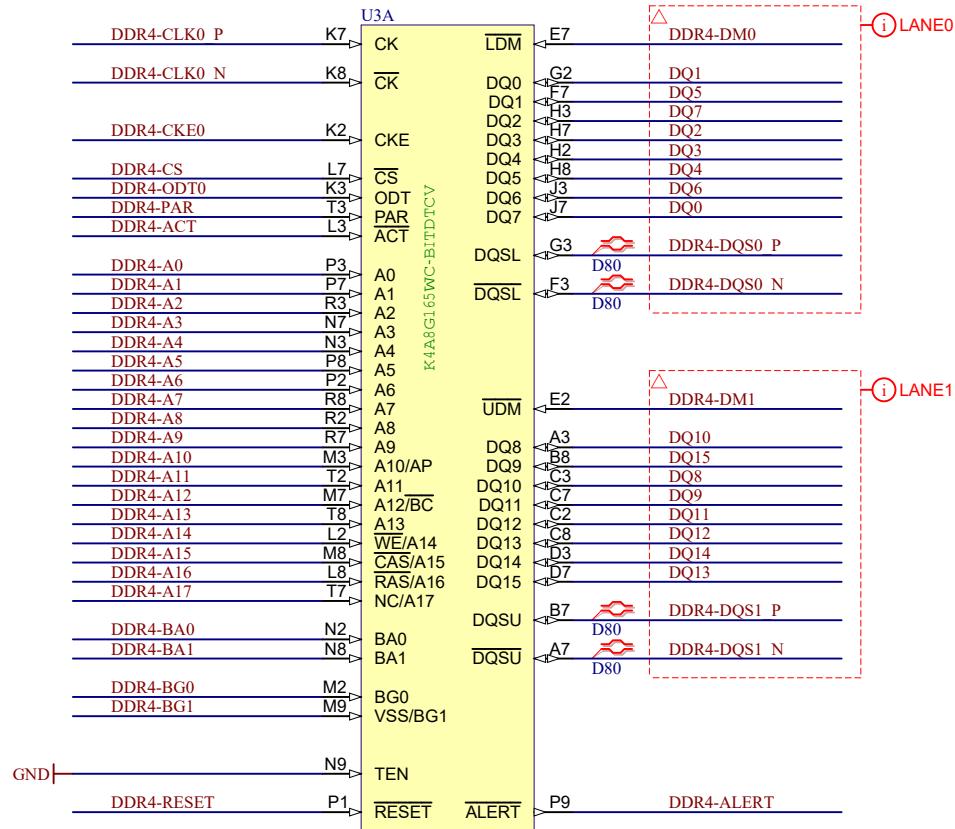 U3A
DDR4-CLK0_P K7 CK LDM E7 DDR4-DM0 LANE0
DDR4-CLK0_N K8 CK DQ0 G2 DQ1
DQ1 F7 DQ5
DQ2 H3 DQ7
DDR4-CKE0 K2 CKE DQ3 H7 DQ2
DQ4 H2 DQ3
DDR4-CS L7 CS DQ5 H8 DQ4
DDR4-ODT0 K3 ODT DQ6 J3 DQ6
DDR4-PAR T3 PAR DQ7 J7 DQ0
DDR4-ACT L3 ACT
DQSL G3 D80 DDR4-DQS0_P
DDR4-A0 P3 A0
DDR4-A1 P7 A1 DQSL F3 D80 DDR4-DQS0_N
DDR4-A2 R3 A2
DDR4-A3 N7 A3
DDR4-A4 N3 A4
DDR4-A5 P8 A5
DDR4-A6 P2 A6
DDR4-A7 R8 A7 UDM E2 DDR4-DM1 LANE1
DDR4-A8 R2 A8
DDR4-A9 R7 A9 DQ8 A3 DQ10
DDR4-A10 M3 A10/AP DQ9 B8 DQ15
DDR4-A11 T2 A11 DQ10 C3 DQ8
DDR4-A12 M7 A12/BC DQ11 C7 DQ9
DDR4-A13 T8 A13 DQ12 C2 DQ11
DDR4-A14 L2 WE/A14 DQ13 C8 DQ12
DDR4-A15 M8 CAS/A15 DQ14 D3 DQ14
DDR4-A16 L8 RAS/A16 DQ15 D7 DQ13
DDR4-A17 T7 NC/A17
DQSU B7 D80 DDR4-DQS1_P
DDR4-BA0 N2 BA0
DDR4-BA1 N8 BA1 DQSU A7 D80 DDR4-DQS1_N
DDR4-BG0 M2 BG0
DDR4-BG1 M9 VSS/BG1
GND N9 TEN
DDR4-RESET P1 RESET ALERT P9 DDR4-ALERT
K4A8G165WC-BITDTCV